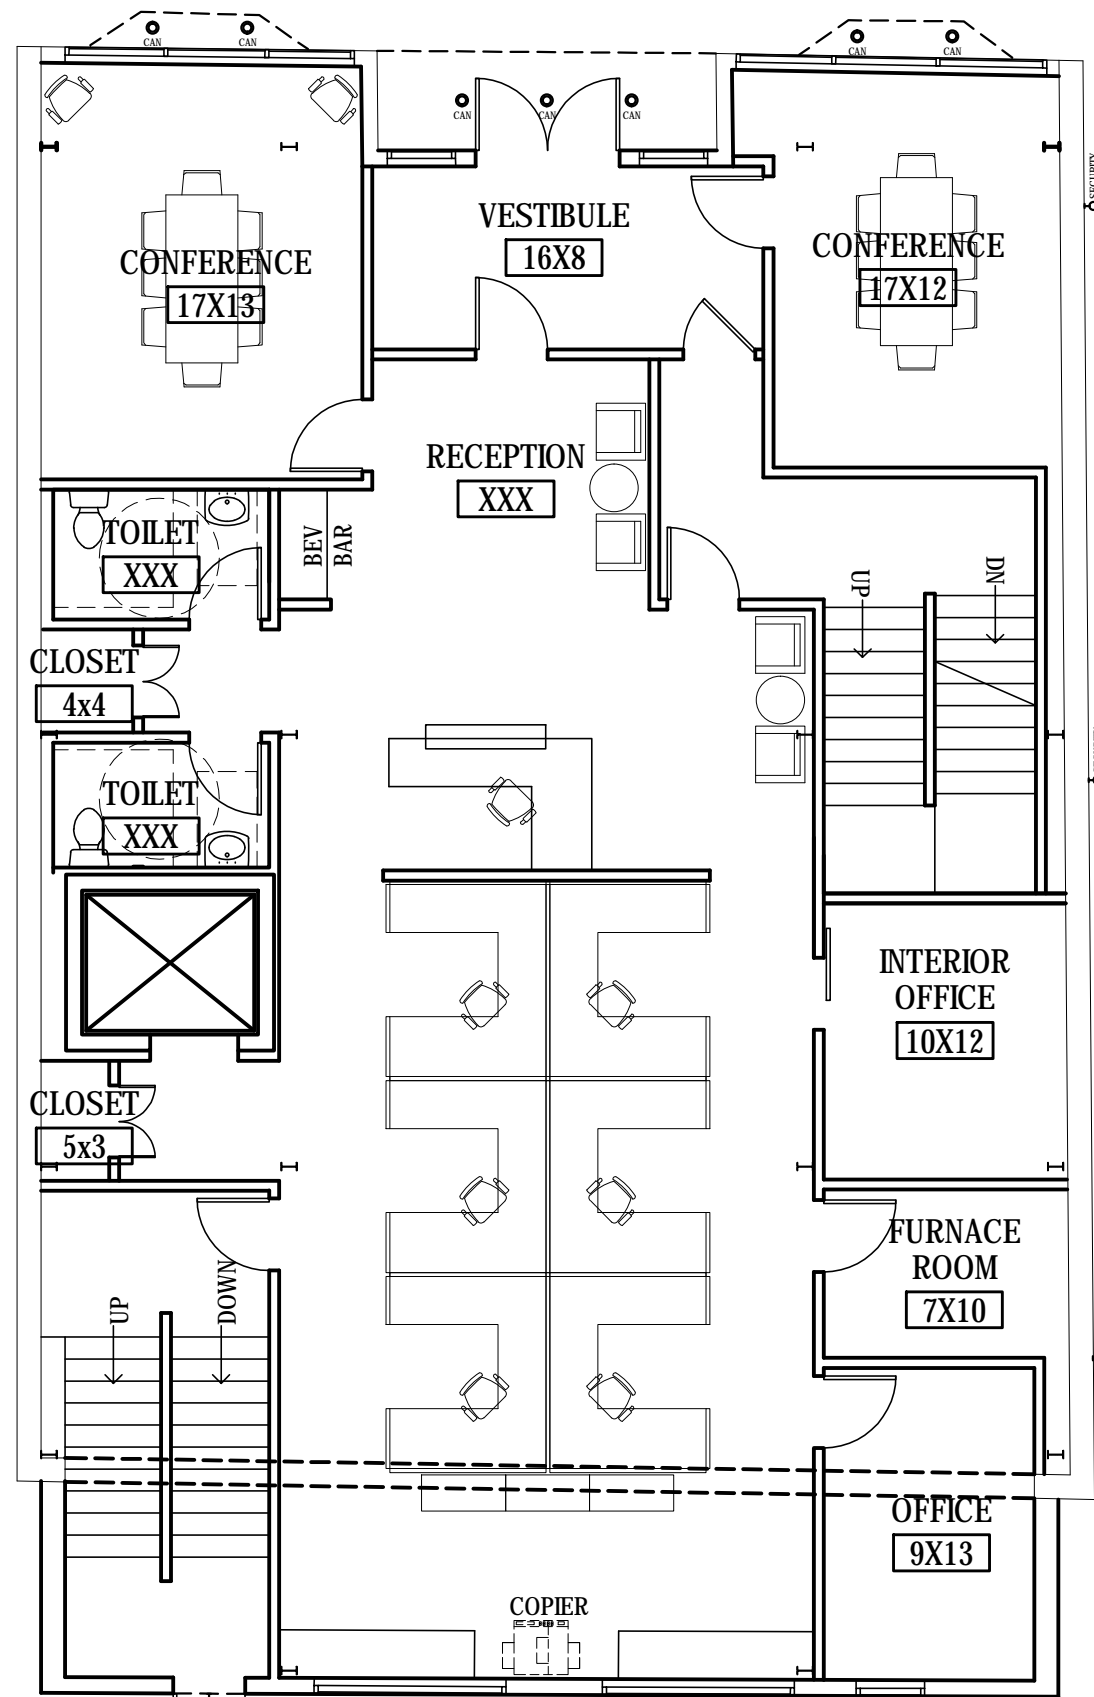 CAN
CAN
CAN
CAN
CAN
CAN
CAN
SECURITY
VESTIBULE
16X8
CONFERENCE
17X13
CONFERENCE
17X12
RECEPTION
XXX
BEV
BAR
TOILET
XXX
UP
DN
CLOSET
4x4
TOILET
XXX
INTERIOR
OFFICE
10X12
CLOSET
5x3
FURNACE
ROOM
7X10
UP
DOWN
OFFICE
9X13
COPIER